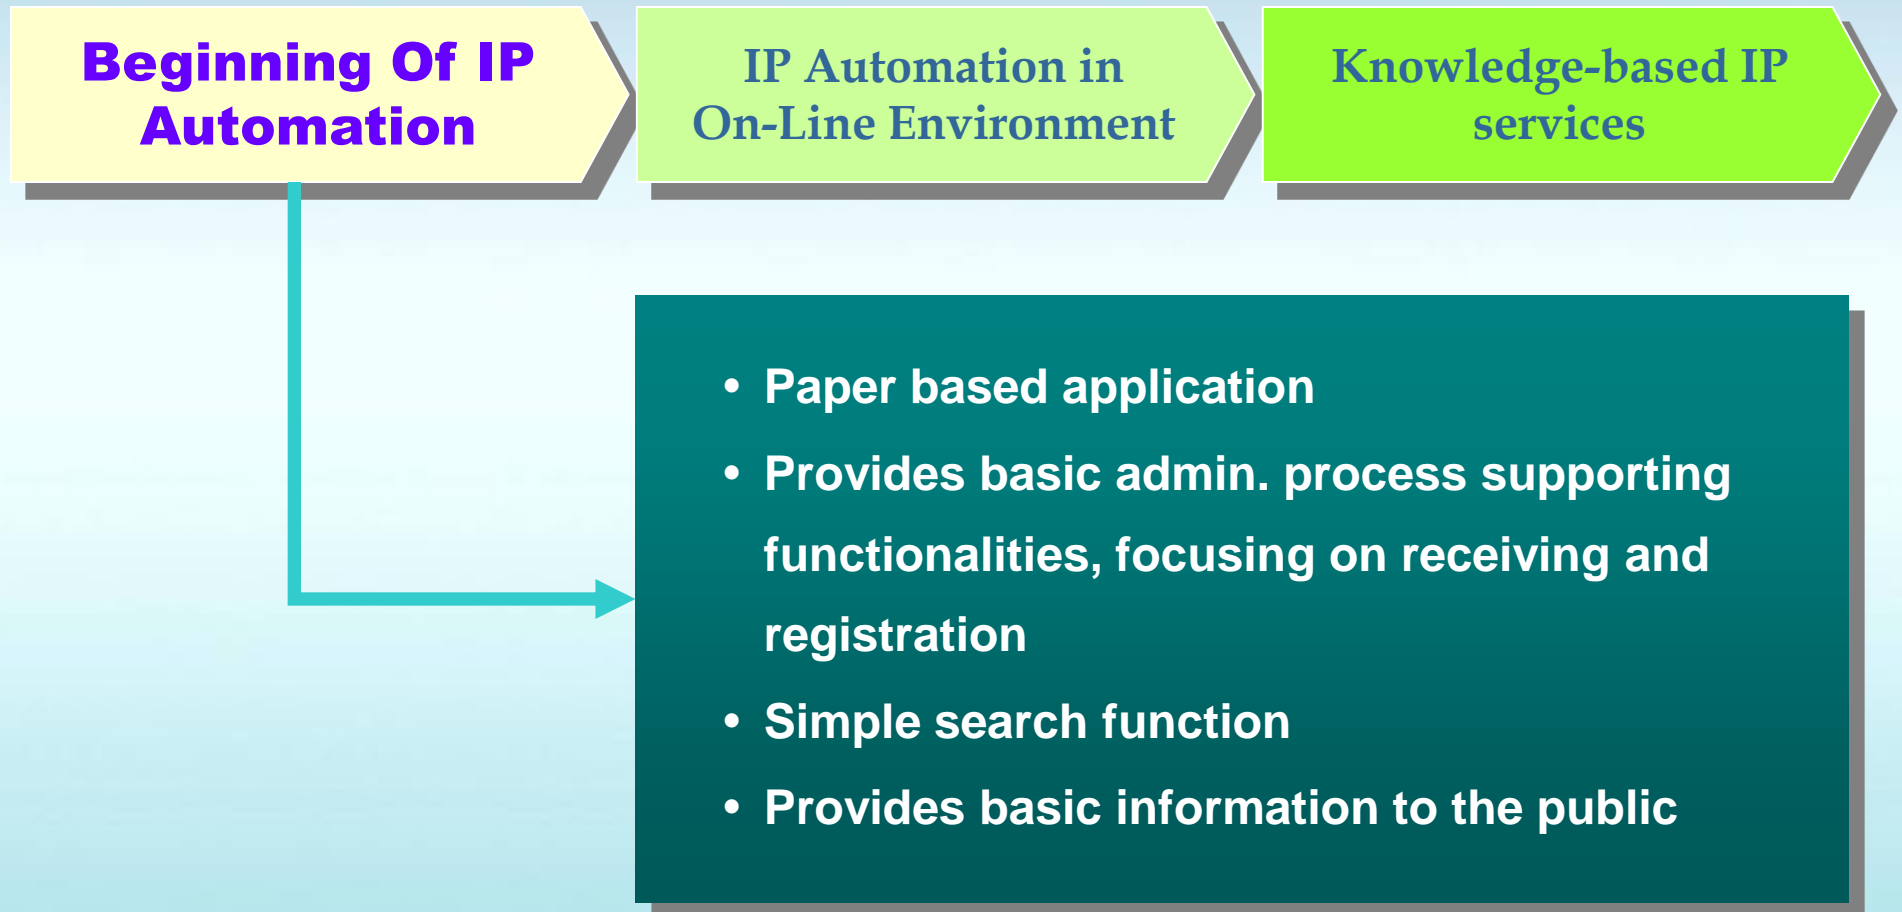 Beginning Of IP
Automation
IP Automation in
On-Line Environment
Knowledge-based IP
services
• Paper based application
• Provides basic admin. process supporting
functionalities, focusing on receiving and
registration
• Simple search function
• Provides basic information to the public